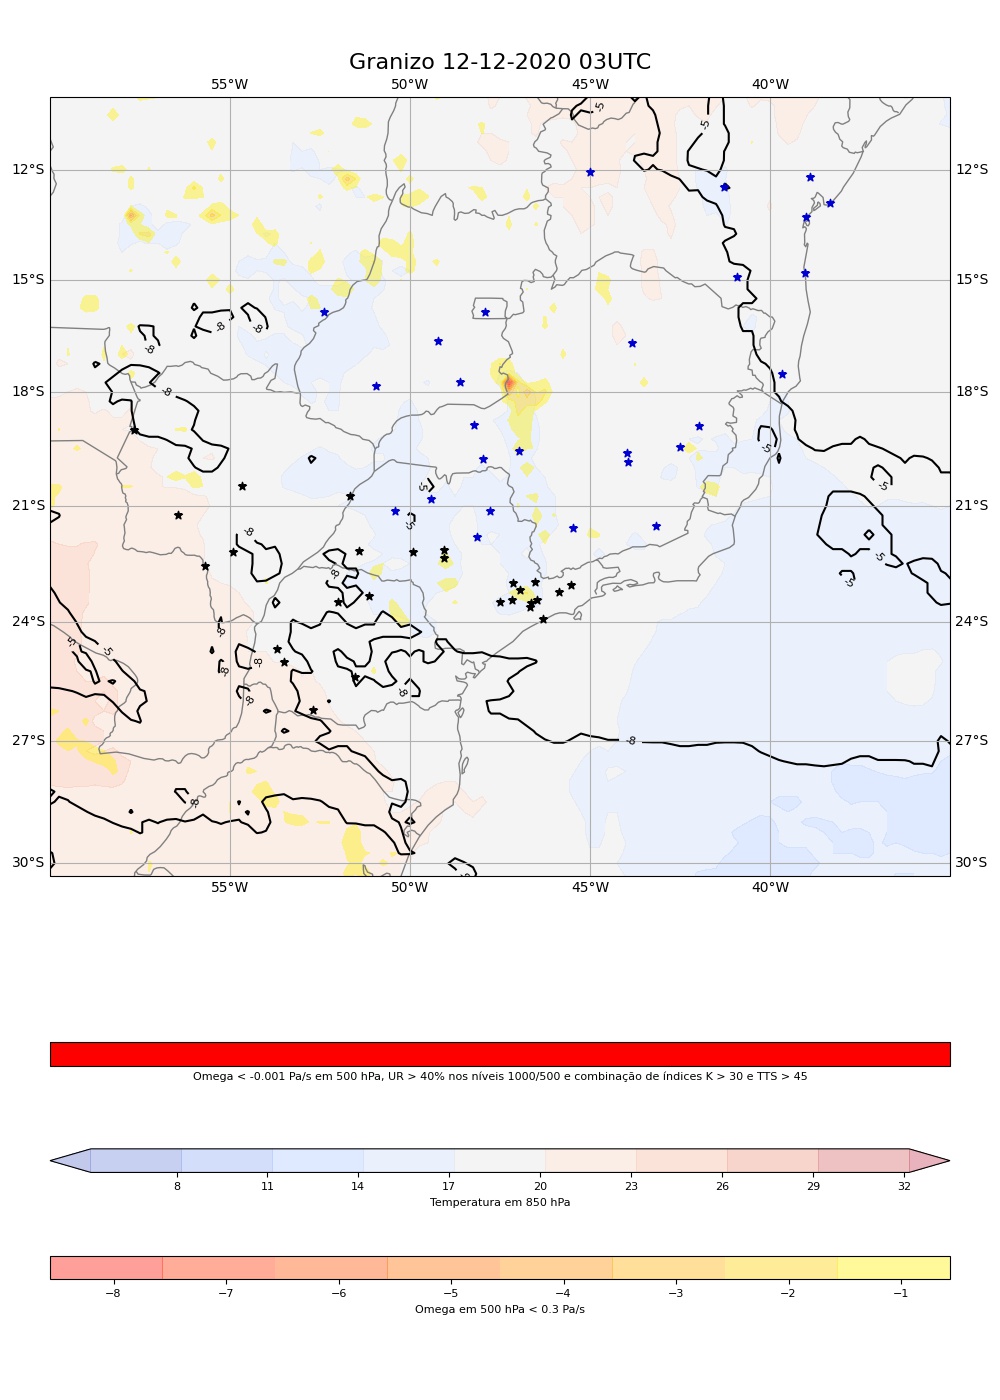 Granizo 12-12-2020 03UTC
55°W 50°W 45°W 40°W
-5
-5
12°S 12°S
15°S 15°S
-8 -8
-8
18°S -8 18°S
-5
-5 -5
21°S 21°S
-5
-8 -5
-8 -5
24°S 24°S
-8
-5 -5 -8
-8 -8 -8
27°S -8 27°S
-8
30°S 30°S
55°W 50°W 45°W 40°W
Omega < -0.001 Pa/s em 500 hPa, UR > 40% nos níveis 1000/500 e combinação de índices K > 30 e TTS > 45
8 11 14 17 20 23 26 29 32
Temperatura em 850 hPa
−8 −7 −6 −5 −4 −3 −2 −1
Omega em 500 hPa < 0.3 Pa/s